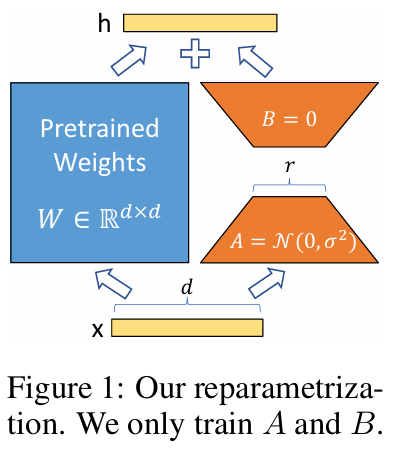 h
Pretrained
Weights
W ∈ ℝ^{d×d}
B = 0
r
A = 𝒩(0, σ²)
d
x
Figure 1: Our reparametriza-
tion. We only train A and B.